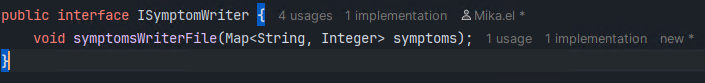 public interface ISymptomWriter { 4 usages 1 implementation Mika.el *
void symptomsWriterFile(Map<String, Integer> symptoms); 1 usage 1 implementation new *
}